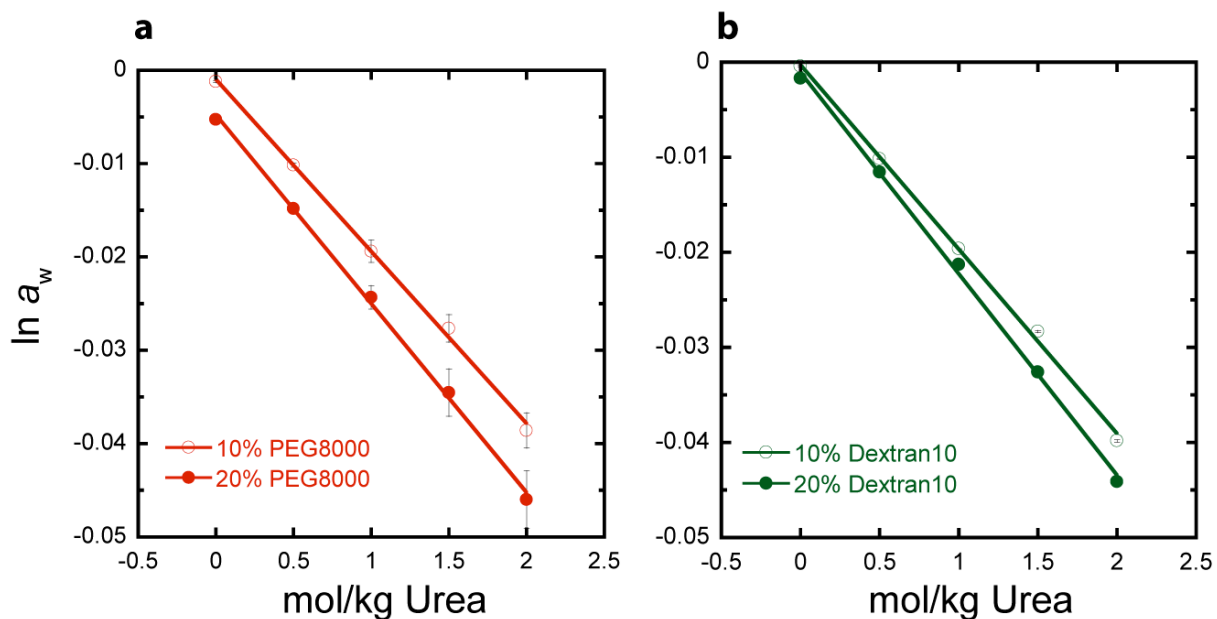 a
b
ln a_w
0
-0.01
-0.02
-0.03
-0.04
-0.05
10% PEG8000
20% PEG8000
-0.5 0 0.5 1 1.5 2 2.5
mol/kg Urea
0
-0.01
-0.02
-0.03
-0.04
-0.05
10% Dextran10
20% Dextran10
-0.5 0 0.5 1 1.5 2 2.5
mol/kg Urea